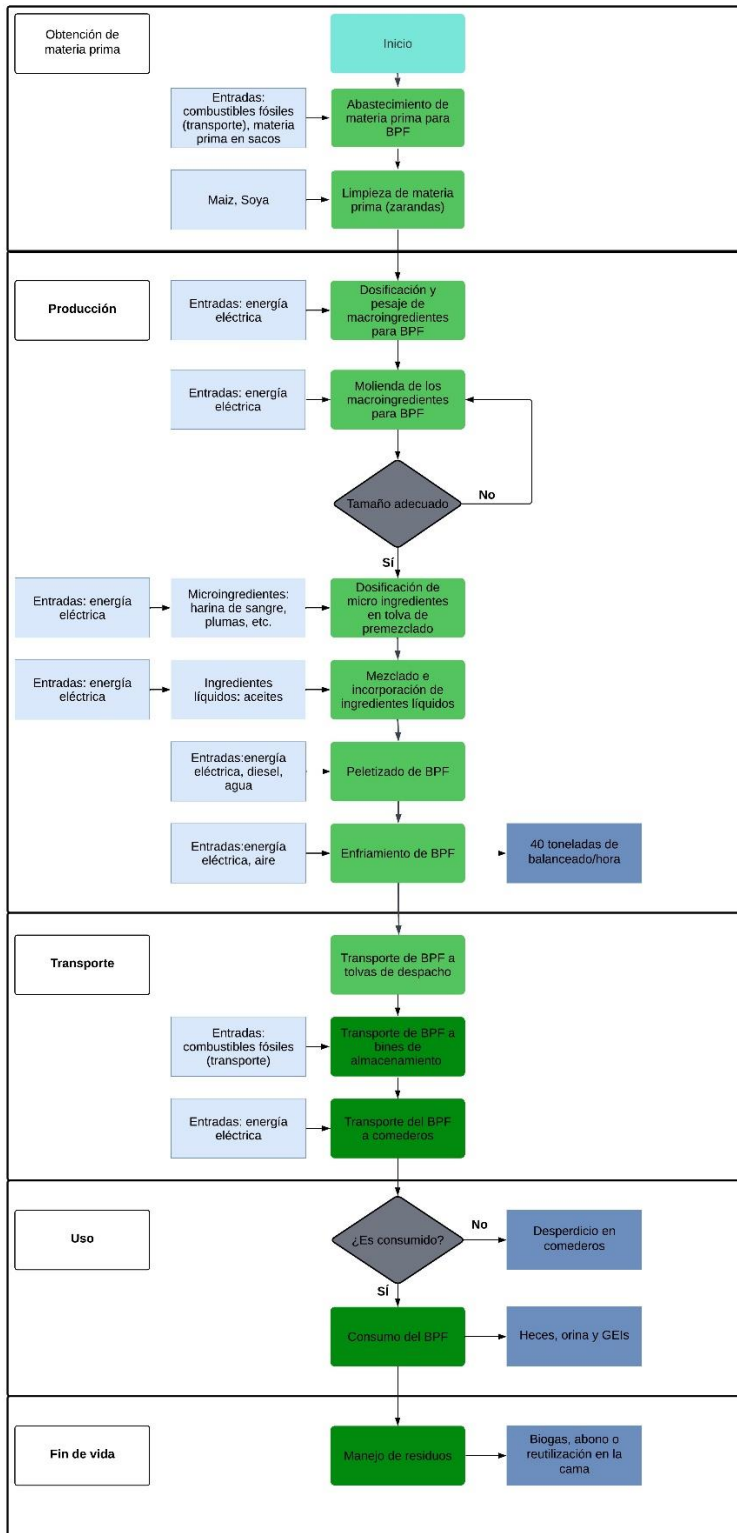 Obtención de
materia prima
Inicio
Entradas:
combustibles fósiles
(transporte), materia
prima en sacos
Abastecimiento de
materia prima para
BPF
Maiz, Soya
Limpieza de materia
prima (zarandas)
Producción
Entradas: energía
eléctrica
Dosificación y
pesaje de
macroingredientes
para BPF
Entradas: energía
eléctrica
Molienda de los
macroingredientes
para BPF
Tamaño adecuado
No
Sí
Entradas: energía
eléctrica
Microingredientes:
harina de sangre,
plumas, etc.
Dosificación de
micro ingredientes
en tolva de
premezclado
Entradas: energía
eléctrica
Ingredientes
líquidos: aceites
Mezclado e
incorporación de
ingredientes líquidos
Entradas:energía
eléctrica, diesel,
agua
Peletizado de BPF
Entradas:energía
eléctrica, aire
Enfriamiento de BPF
40 toneladas de
balanceado/hora
Transporte
Transporte de BPF a
tolvas de despacho
Entradas:
combustibles fósiles
(transporte)
Transporte de BPF a
bines de
almacenamiento
Entradas: energía
eléctrica
Transporte del BPF
a comederos
Uso
¿Es consumido?
No
Desperdicio en
comederos
SÍ
Consumo del BPF
Heces, orina y GEIs
Fin de vida
Manejo de residuos
Biogas, abono o
reutilización en la
cama